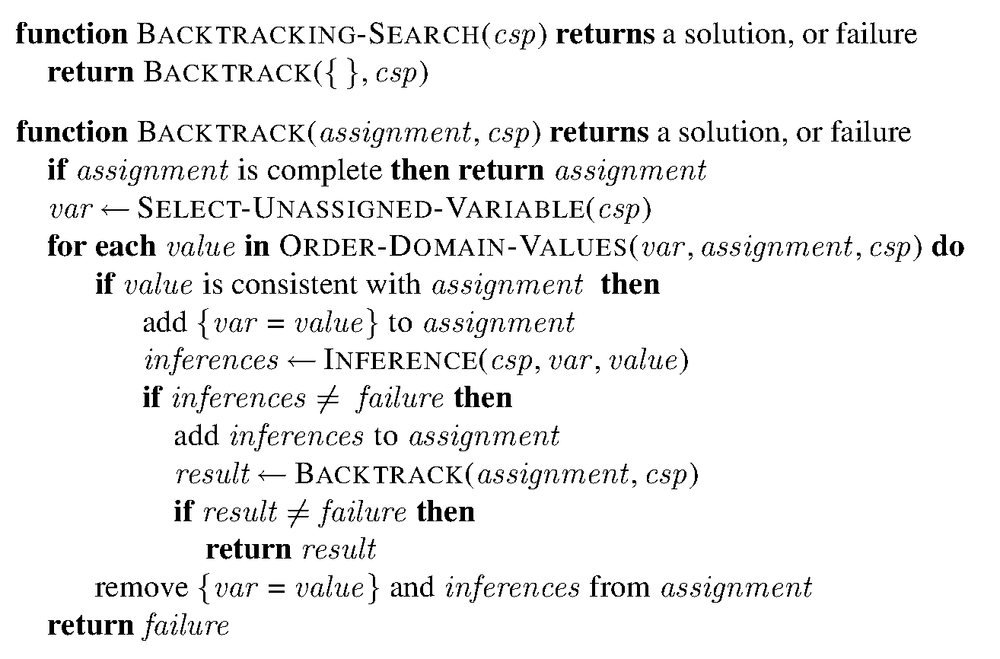 function BACKTRACKING-SEARCH(csp) returns a solution, or failure
return BACKTRACK({ }, csp)
function BACKTRACK(assignment, csp) returns a solution, or failure
if assignment is complete then return assignment
var ← SELECT-UNASSIGNED-VARIABLE(csp)
for each value in ORDER-DOMAIN-VALUES(var, assignment, csp) do
if value is consistent with assignment then
add {var = value} to assignment
inferences ← INFERENCE(csp, var, value)
if inferences ≠ failure then
add inferences to assignment
result ← BACKTRACK(assignment, csp)
if result ≠ failure then
return result
remove {var = value} and inferences from assignment
return failure